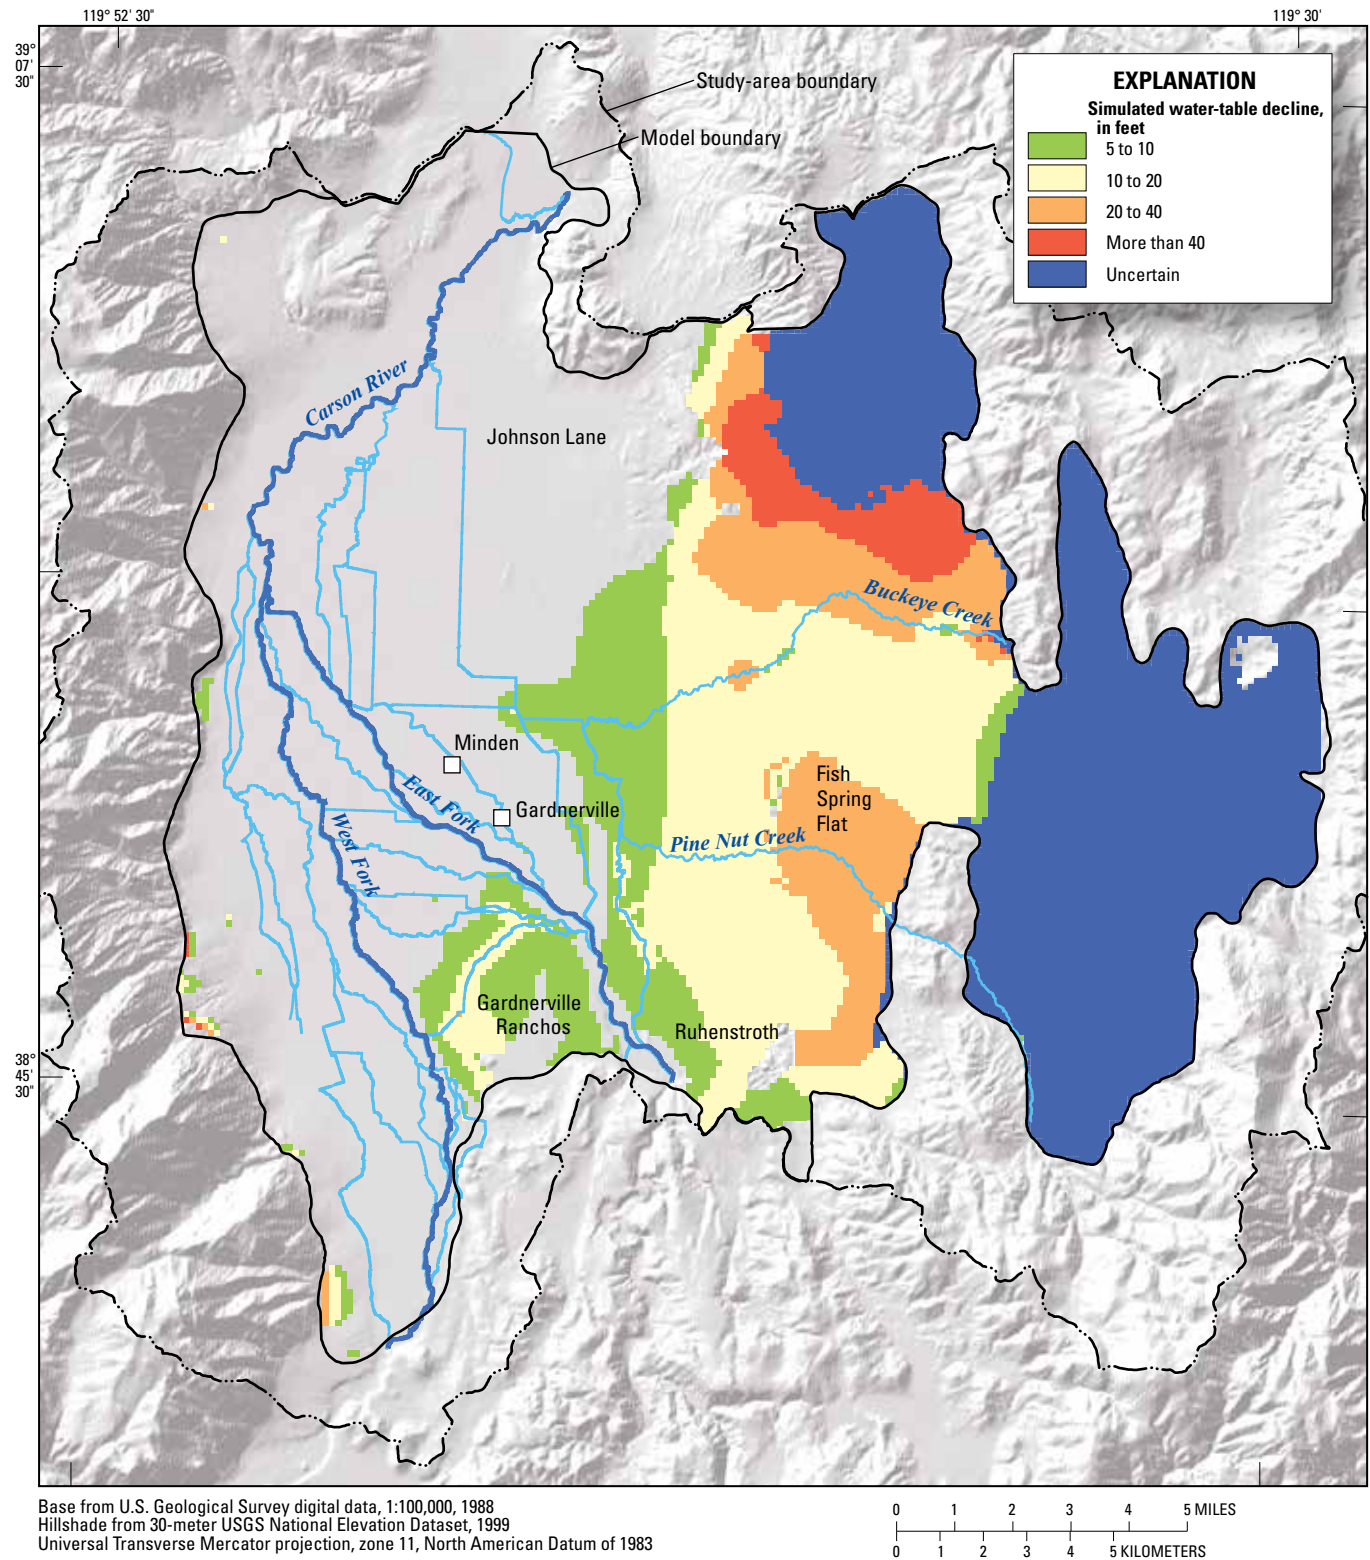 119° 52' 30"
119° 30'
39°
07'
30"
Study-area boundary
Model boundary
EXPLANATION
Simulated water-table decline,
in feet
5 to 10
10 to 20
20 to 40
More than 40
Uncertain
Carson River
Johnson Lane
Buckeye Creek
Minden
East Fork
Gardnerville
West Fork
Fish
Spring
Flat
Pine Nut Creek
Gardnerville
Ranchos
Ruhenstroth
38°
45'
30"
Base from U.S. Geological Survey digital data, 1:100,000, 1988
Hillshade from 30-meter USGS National Elevation Dataset, 1999
Universal Transverse Mercator projection, zone 11, North American Datum of 1983
0 1 2 3 4 5 MILES
0 1 2 3 4 5 KILOMETERS